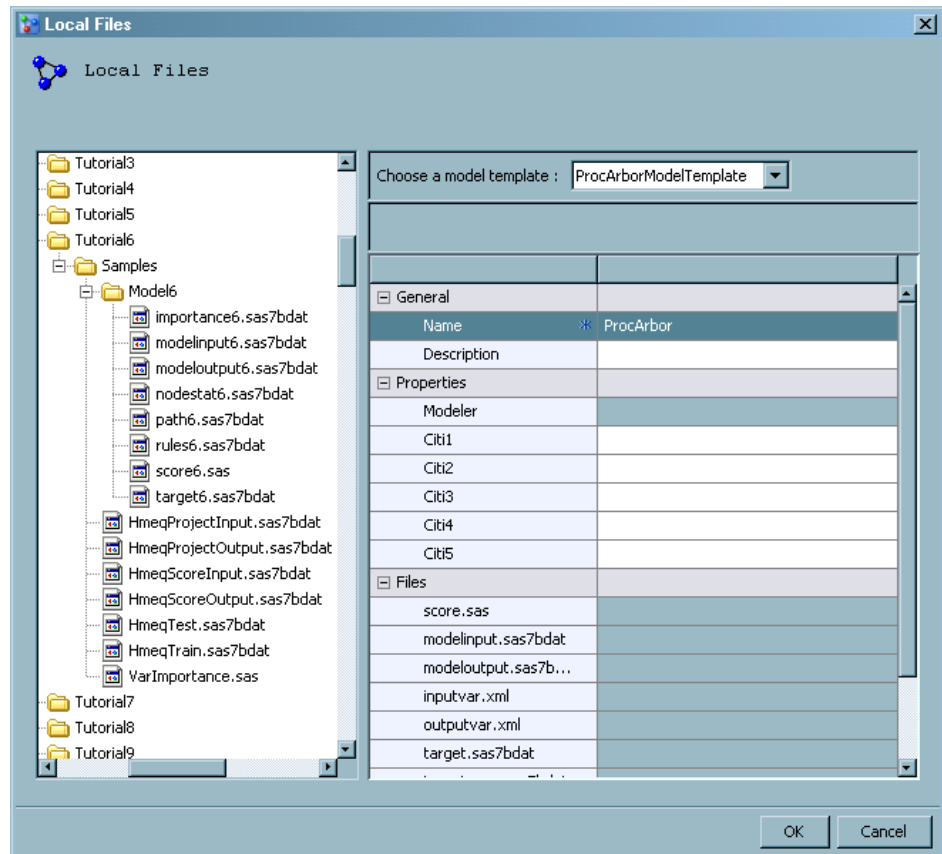 Local Files
Local Files
Tutorial3
Tutorial4
Tutorial5
Tutorial6
Samples
Model6
importance6.sas7bdat
modelinput6.sas7bdat
modeloutput6.sas7bdat
nodestat6.sas7bdat
path6.sas7bdat
rules6.sas7bdat
score6.sas
target6.sas7bdat
HmeqProjectInput.sas7bdat
HmeqProjectOutput.sas7bdat
HmeqScoreInput.sas7bdat
HmeqScoreOutput.sas7bdat
HmeqTest.sas7bdat
HmeqTrain.sas7bdat
VarImportance.sas
Tutorial7
Tutorial8
Tutorial9
Choose a model template : ProcArborModelTemplate
General
Name * ProcArbor
Description
Properties
Modeler
Citi1
Citi2
Citi3
Citi4
Citi5
Files
score.sas
modelinput.sas7bdat
modeloutput.sas7b...
inputvar.xml
outputvar.xml
target.sas7bdat
OK Cancel